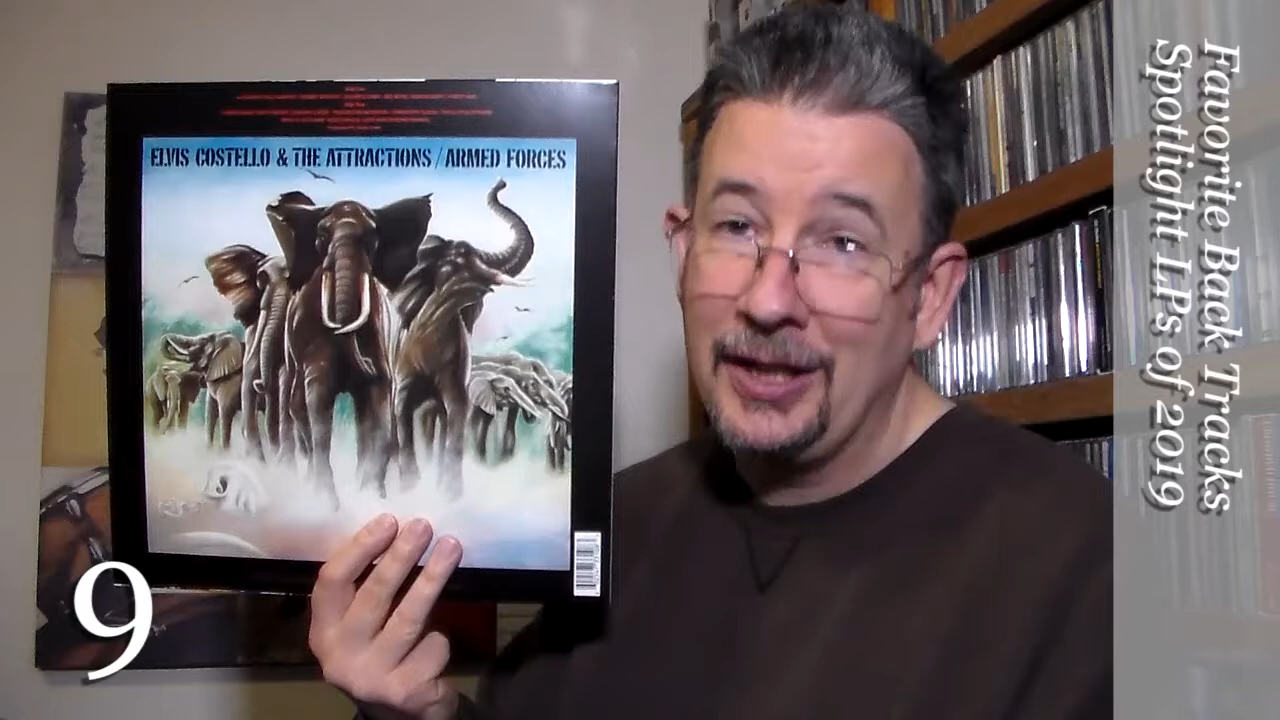 ELVIS COSTELLO & THE ATTRACTIONS / ARMED FORCES
9
Favorite Back Tracks
Spotlight LPs of 2019